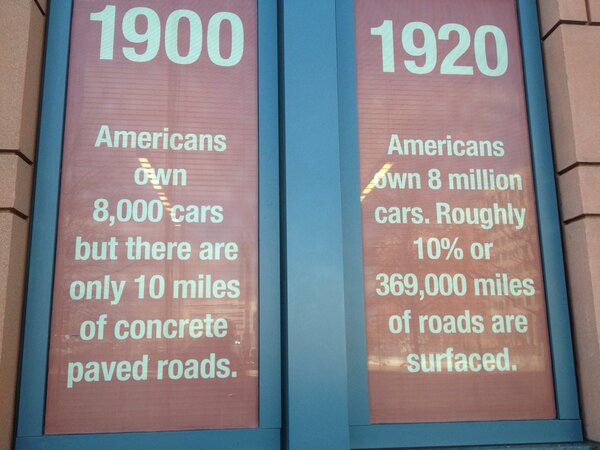 1900
Americans
own
8,000 cars
but there are
only 10 miles
of concrete
paved roads.
1920
Americans
own 8 million
cars. Roughly
10% or
369,000 miles
of roads are
surfaced.